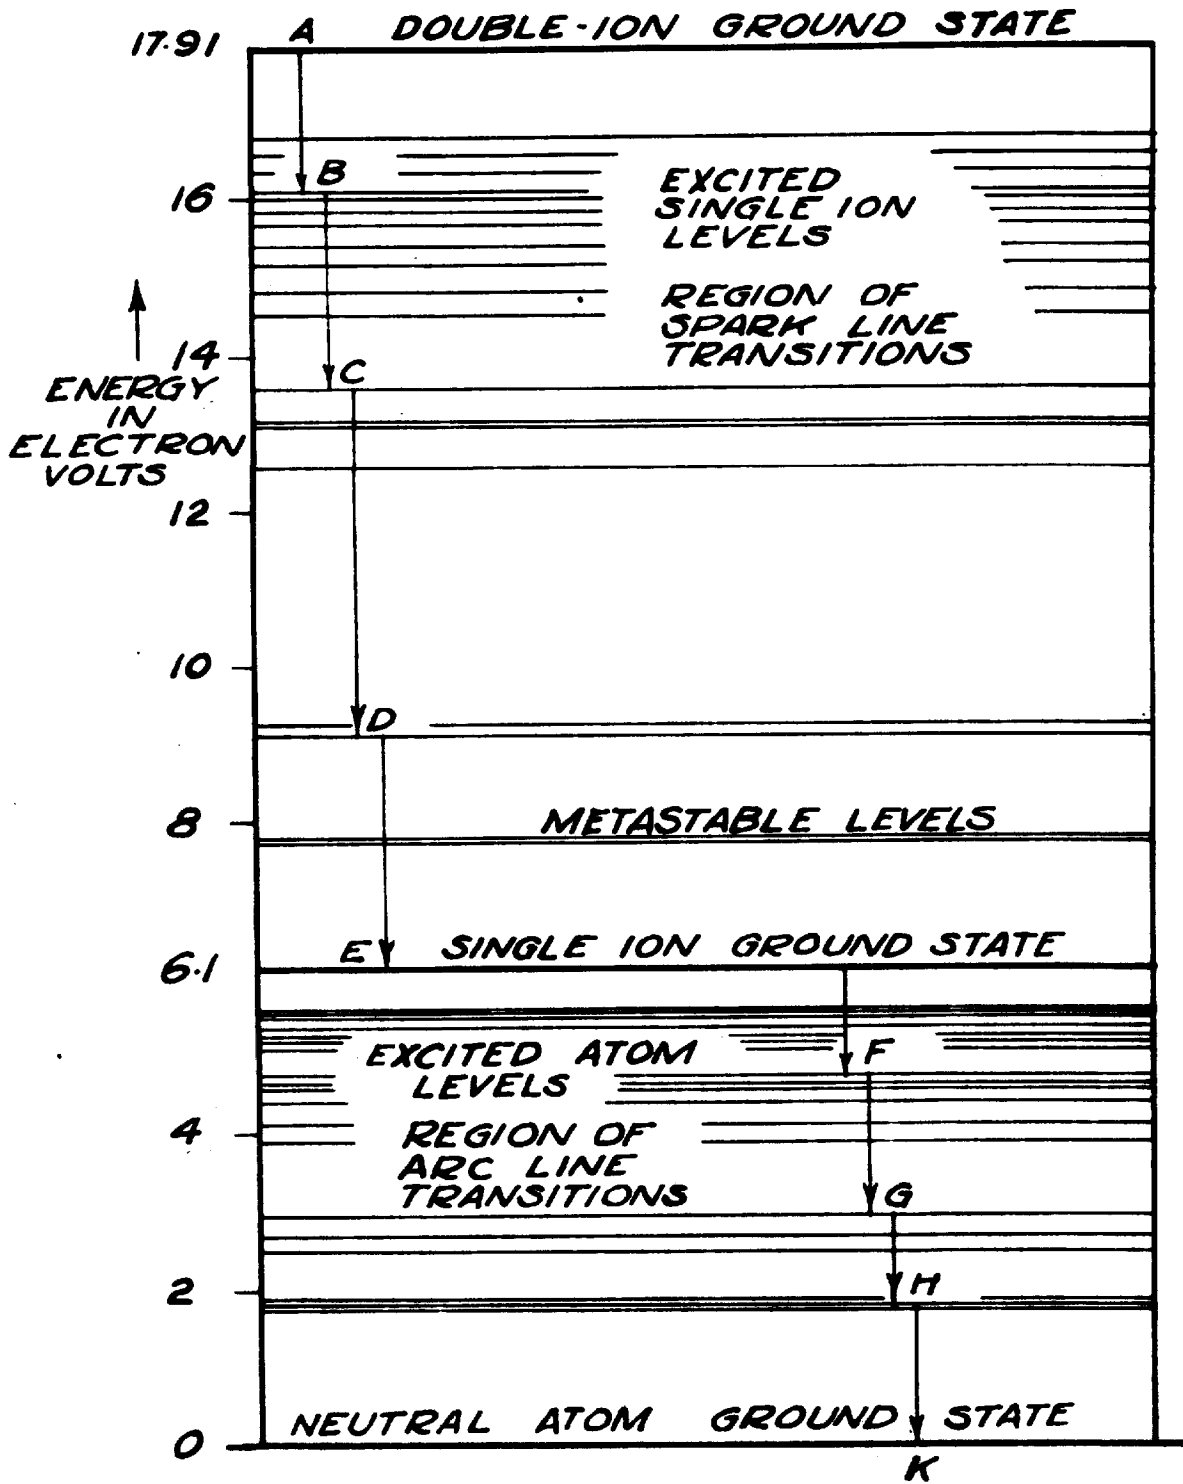 17.91
A DOUBLE-ION GROUND STATE
B
16
EXCITED
SINGLE ION
LEVELS
REGION OF
SPARK LINE
TRANSITIONS
14
C
ENERGY
IN
ELECTRON
VOLTS
12
10
D
8
METASTABLE LEVELS
E SINGLE ION GROUND STATE
6.1
EXCITED ATOM
LEVELS
F
4
REGION OF
ARC LINE
TRANSITIONS
G
2
H
NEUTRAL ATOM GROUND STATE
0
K